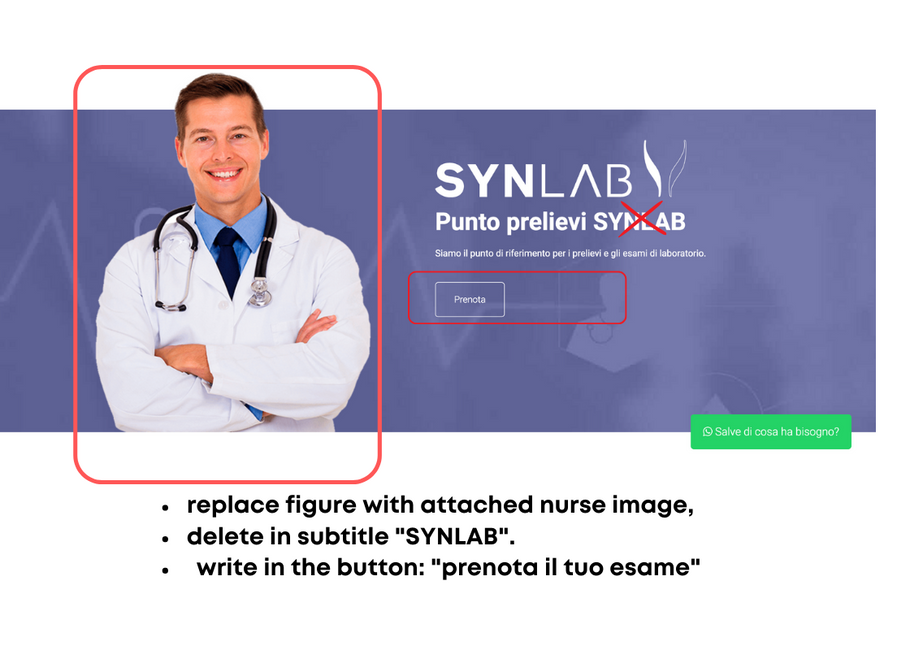 SYNLAB
Punto prelievi SYNLAB
Siamo il punto di riferimento per i prelievi e gli esami di laboratorio.
Prenota
Salve di cosa ha bisogno?
• replace figure with attached nurse image,
• delete in subtitle "SYNLAB".
• write in the button: "prenota il tuo esame"